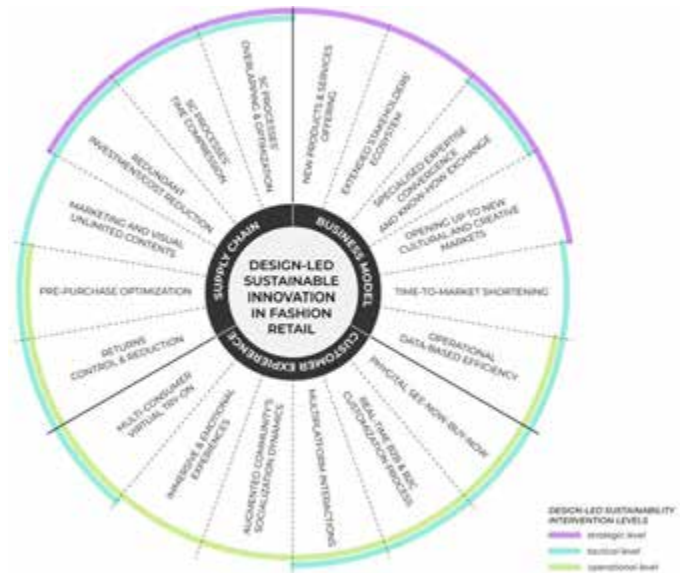 DESIGN-LED
SUSTAINABLE
INNOVATION
IN FASHION
RETAIL
BUSINESS MODEL
NEW PRODUCTS & SERVICES
OFFERING
EXTENDED STAKEHOLDERS'
ECOSYSTEM
SPECIALISED EXPERTISE
CONVERGENCE
AND KNOW-HOW EXCHANGE
OPENING UP TO NEW
CULTURAL AND CREATIVE
MARKETS
TIME-TO-MARKET SHORTENING
OPERATIONAL
DATA-BASED EFFICIENCY
CUSTOMER EXPIERENCE
PHYGITAL SEE-NOW-BUY-NOW
REAL-TIME B2B & B2C
CUSTOMIZATION PROCESS
MULTIPLATFORM INTERACTIONS
AUGMENTED COMMUNITY'S
SOCIALIZATION DYNAMICS
IMMERSIVE & EMOTIONAL
EXPERIENCES
MULTI-CONSUMER
VIRTUAL TRY-ON
SUPPLY CHAIN
RETURNS
CONTROL & REDUCTION
PRE-PURCHASE OPTIMIZATION
MARKETING AND VISUAL
UNLIMITED CONTENTS
REDUNDANT
INVESTMENT/COST REDUCTION
SC PROCESSES'
TIME COMPRESSION
SC PROCESSES'
OVERLAPPING & OPTIMIZATION
DESIGN-LED SUSTAINABILITY
INTERVENTION LEVELS
strategic level
tactical level
operational level